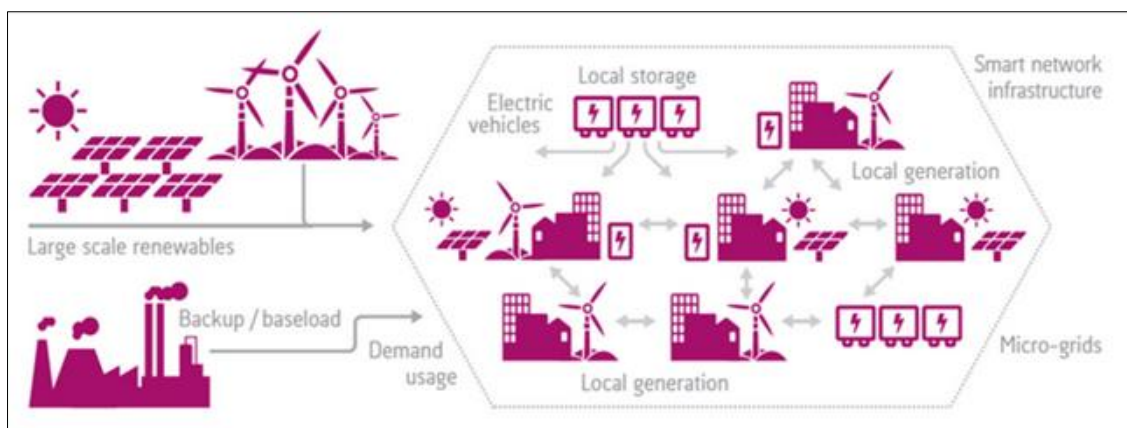 Local storage
Smart network
infrastructure
Electric
vehicles
Local generation
Large scale renewables
Backup / baseload
Demand
usage
Local generation
Micro-grids